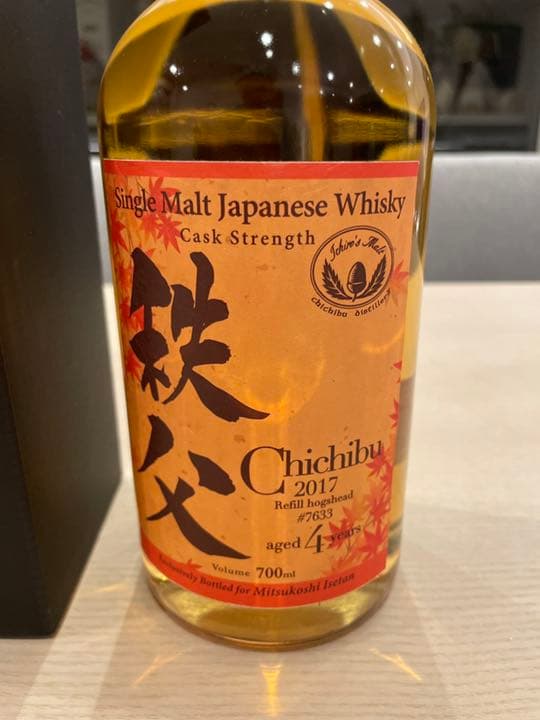 Single Malt Japanese Whisky
Cask Strength
Ichiro's Malt
chichibu distillery
秩父
Chichibu
2017
Refill hogshead
#7633
aged 4 years
Volume 700ml
Exclusively Bottled for Mitsukoshi Isetan